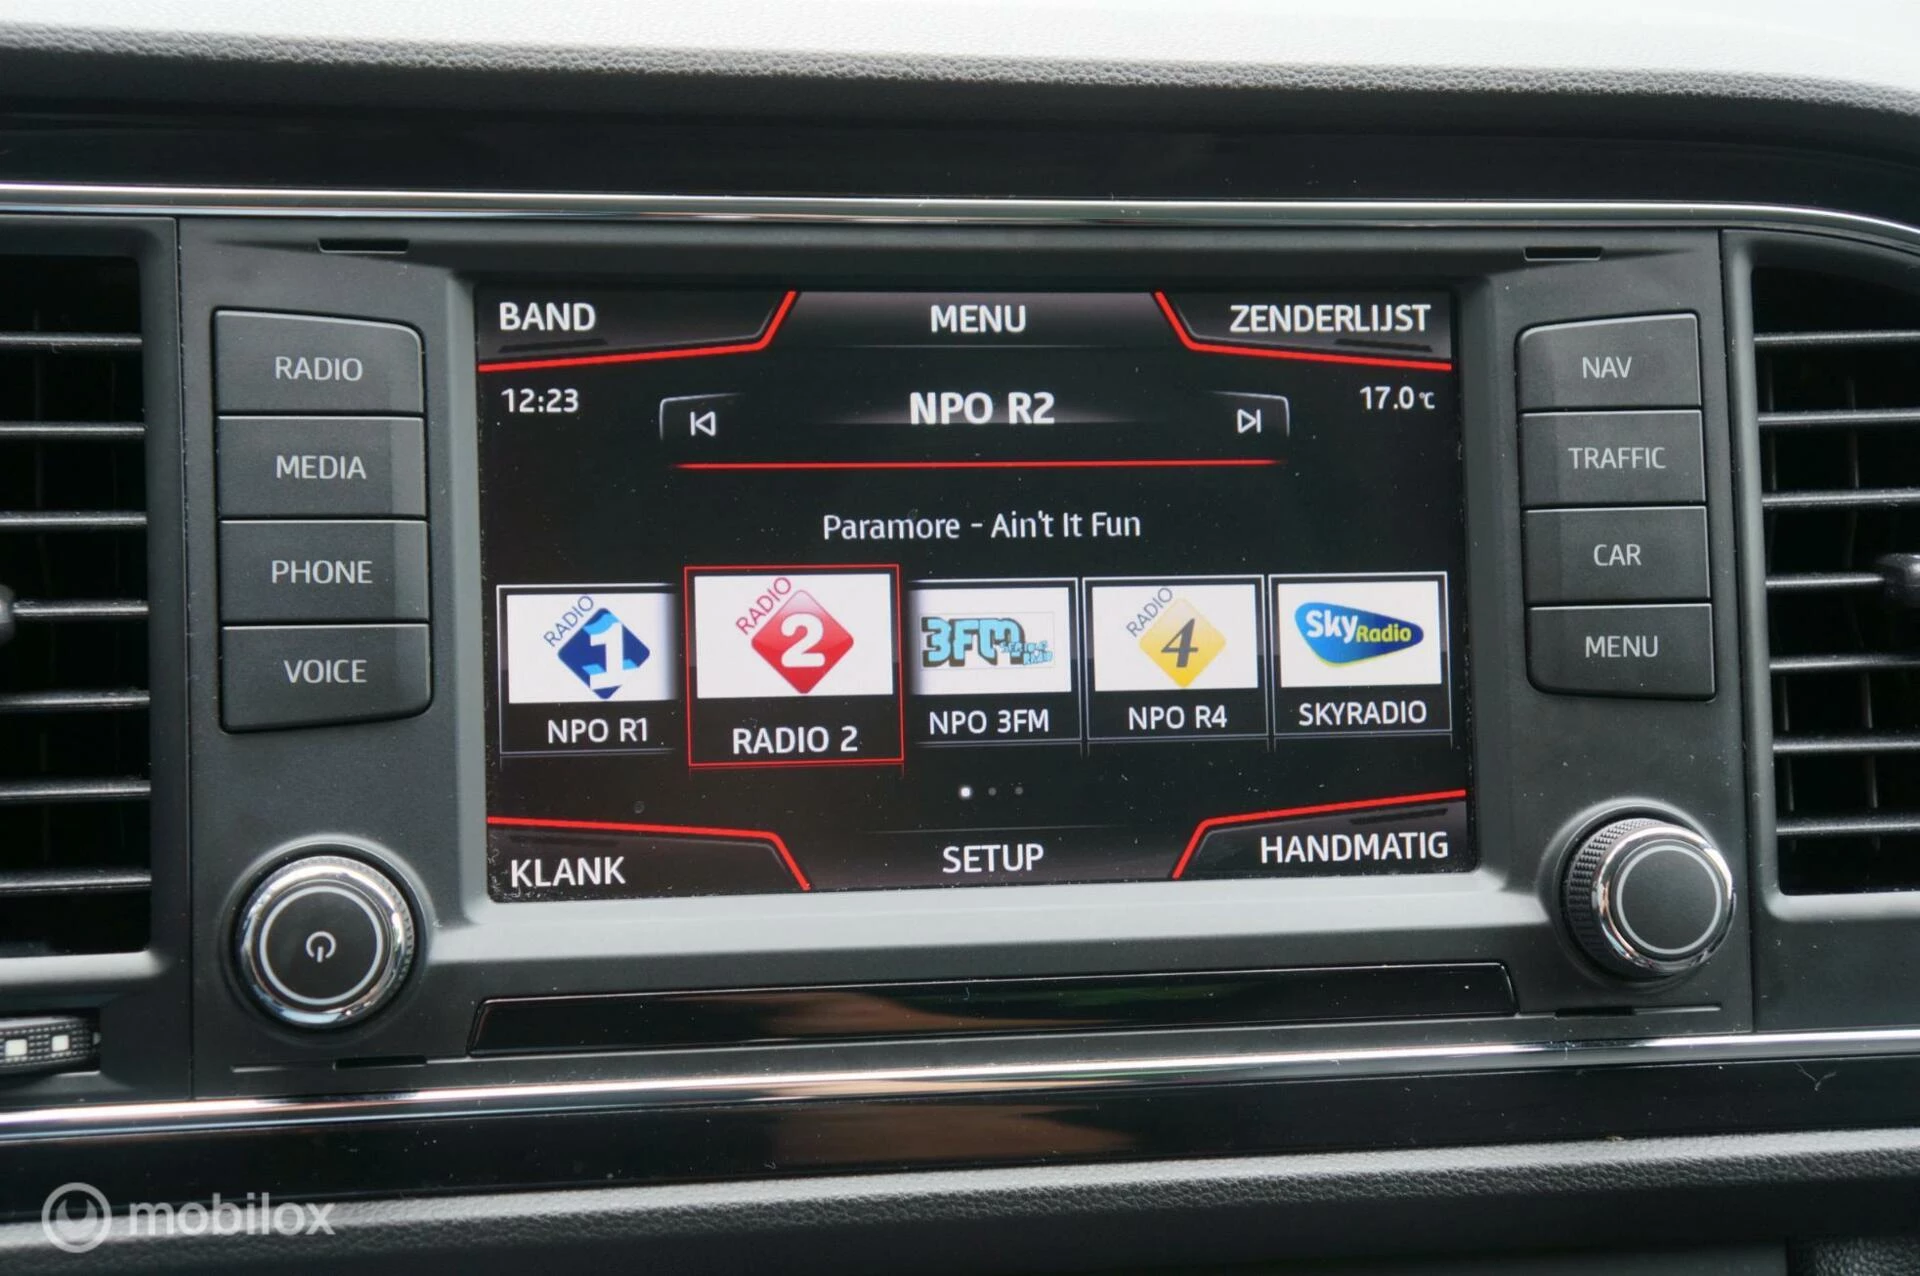 BAND MENU ZENDERLIJST
12:23 NPO R2 17.0 °C
Paramore - Ain't It Fun
RADIO 1
RADIO 2
3FM SERIOUS RADIO
RADIO 4
Sky Radio
NPO R1 RADIO 2 NPO 3FM NPO R4 SKYRADIO
KLANK SETUP HANDMATIG
RADIO
MEDIA
PHONE
VOICE
NAV
TRAFFIC
CAR
MENU
mobilox